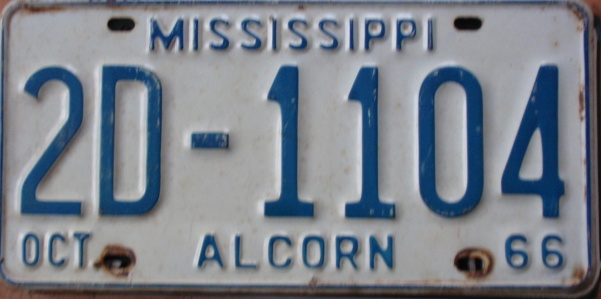 MISSISSIPPI
2D-1104
OCT. ALCORN 66